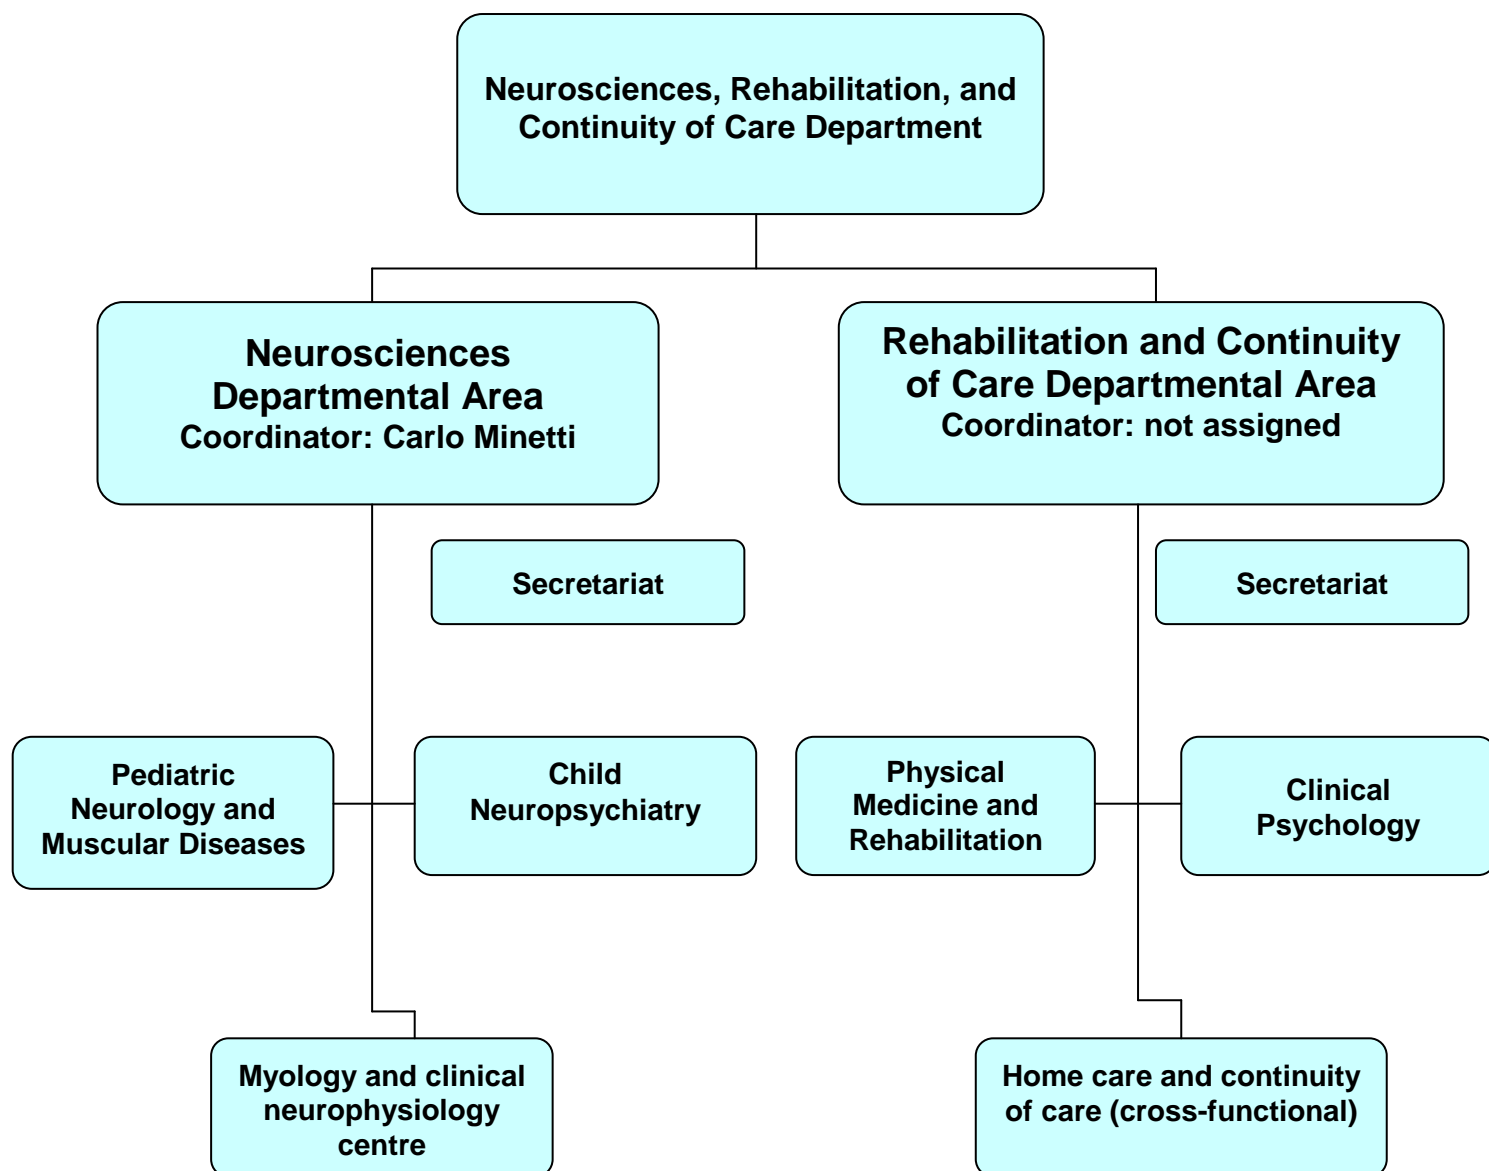 Neurosciences, Rehabilitation, and
Continuity of Care Department
Neurosciences
Departmental Area
Coordinator: Carlo Minetti
Rehabilitation and Continuity
of Care Departmental Area
Coordinator: not assigned
Secretariat
Secretariat
Pediatric
Neurology and
Muscular Diseases
Child
Neuropsychiatry
Physical
Medicine and
Rehabilitation
Clinical
Psychology
Myology and clinical
neurophysiology
centre
Home care and continuity
of care (cross-functional)